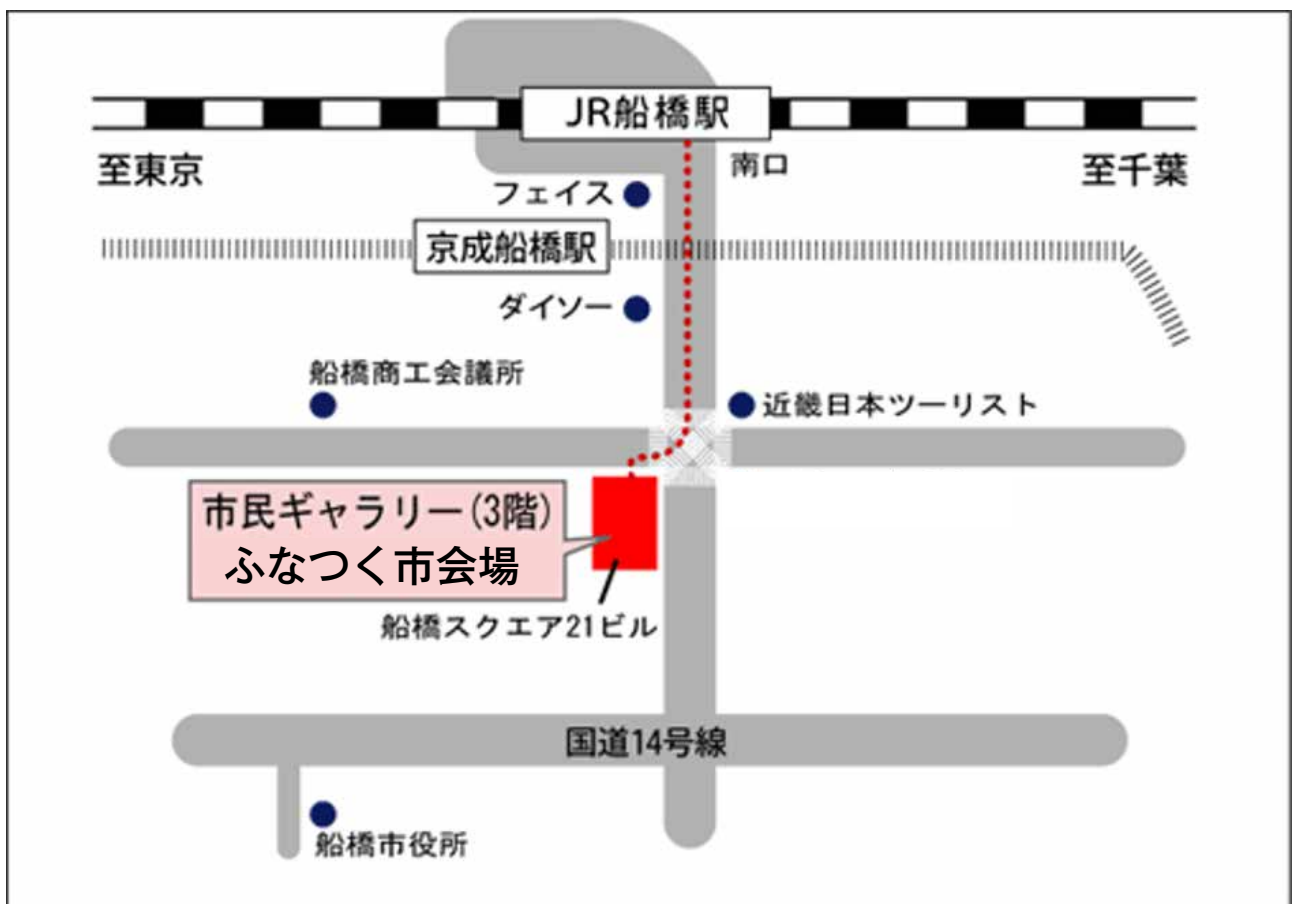 JR船橋駅
至東京
南口
至千葉
フェイス
京成船橋駅
ダイソー
船橋商工会議所
近畿日本ツーリスト
市民ギャラリー(3階)
ふなつく市会場
船橋スクエア21ビル
国道14号線
船橋市役所